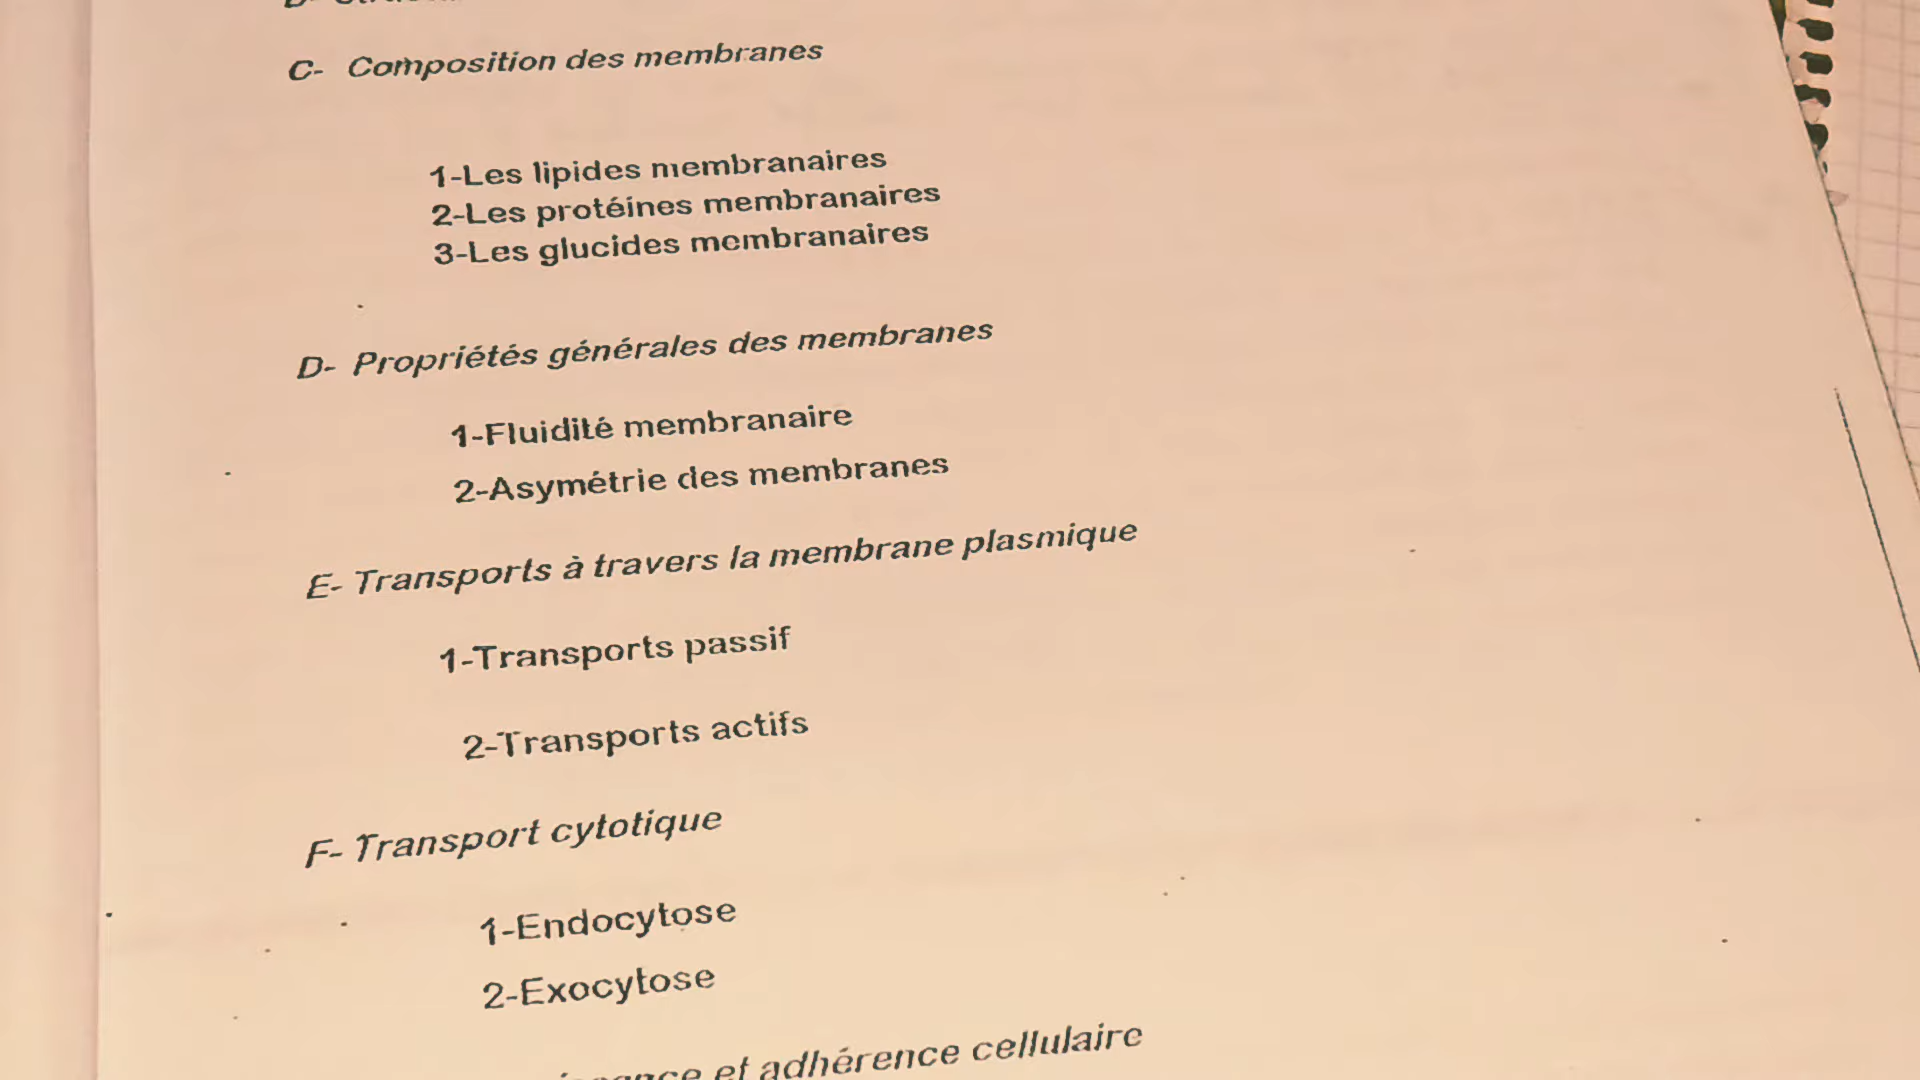 C- Composition des membranes
1-Les lipides membranaires
2-Les protéines membranaires
3-Les glucides membranaires
D- Propriétés générales des membranes
1-Fluidité membranaire
2-Asymétrie des membranes
E- Transports à travers la membrane plasmique
1-Transports passif
2-Transports actifs
F- Transport cytotique
1-Endocytose
2-Exocytose
et adhérence cellulaire